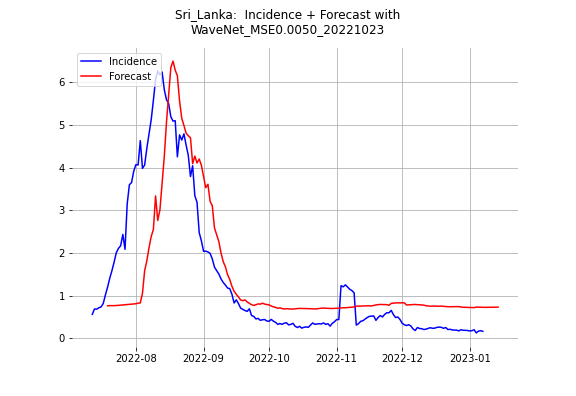 Sri_Lanka:  Incidence + Forecast with
WaveNet_MSE0.0050_20221023
Incidence
Forecast
6
5
4
3
2
1
0
2022-08 2022-09 2022-10 2022-11 2022-12 2023-01